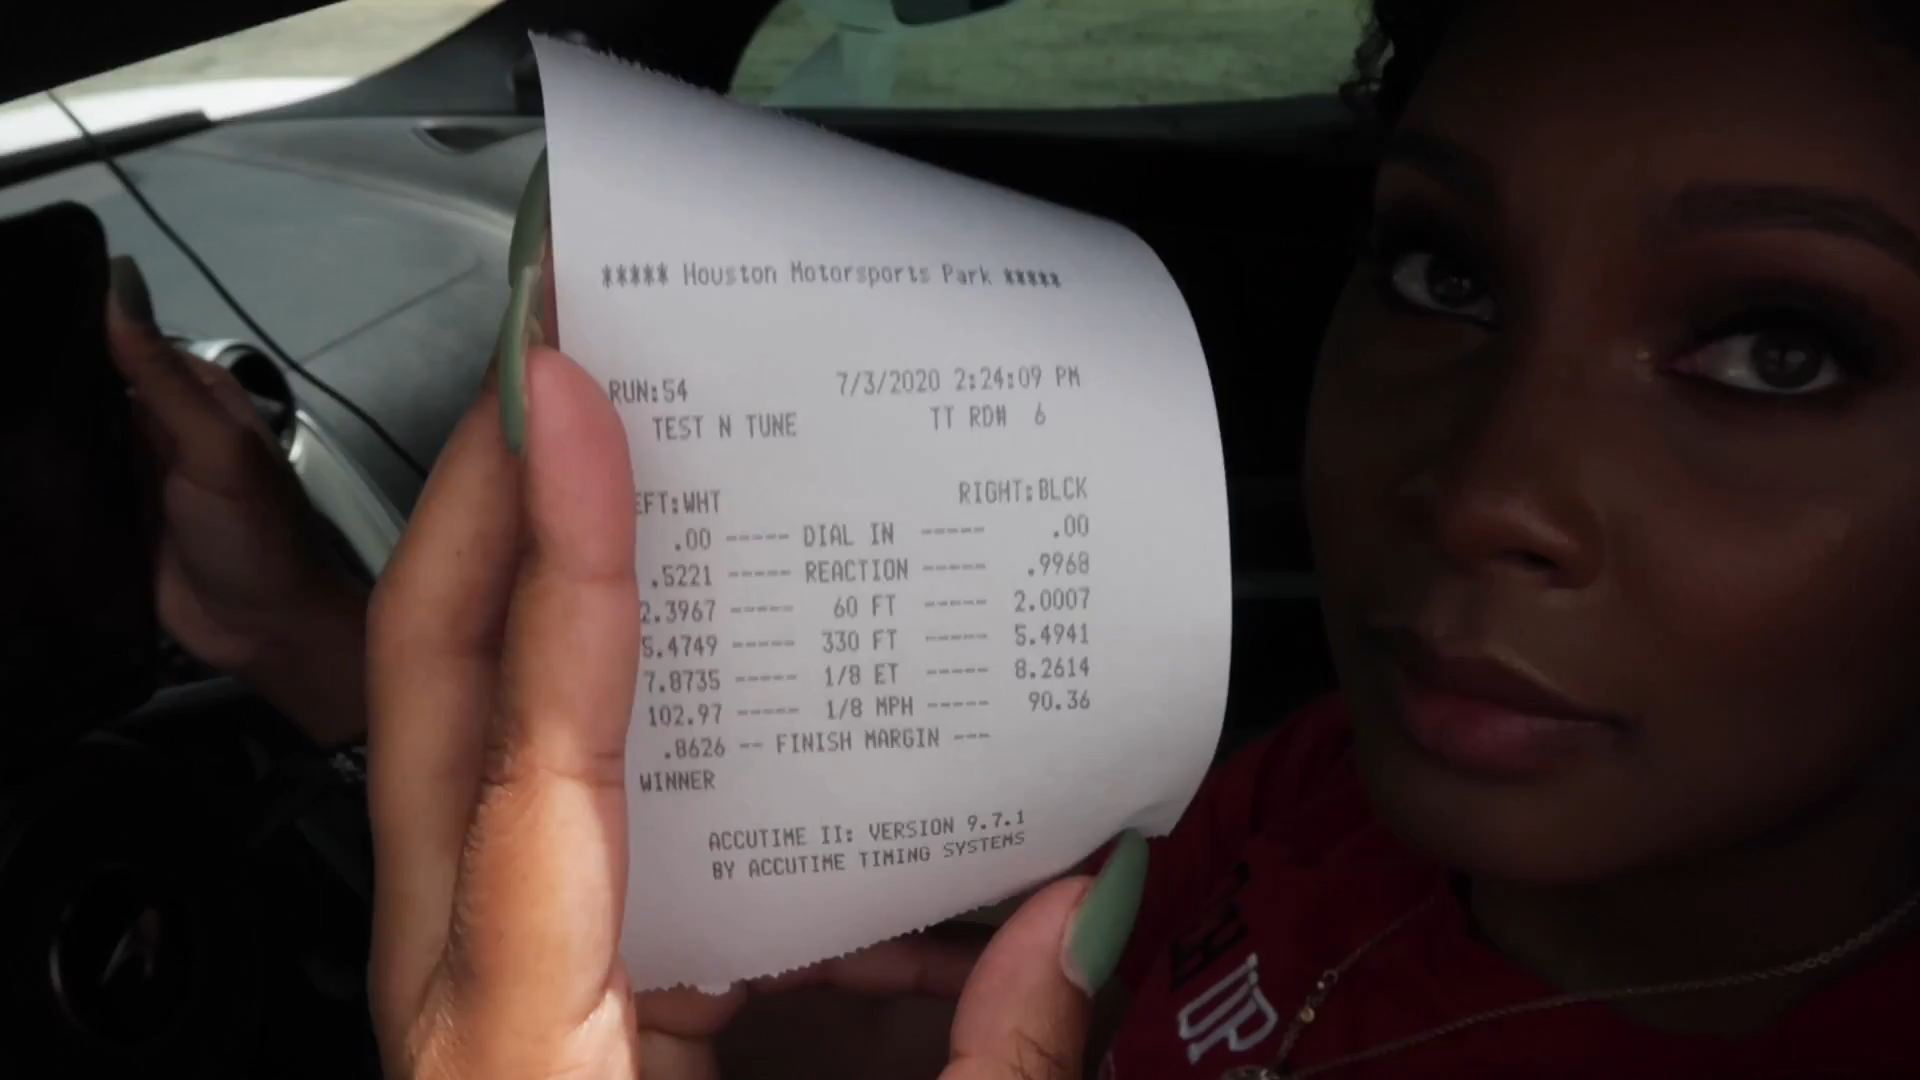 ***** Houston Motorsports Park *****
RUN:54 7/3/2020 2:24:09 PM
TEST N TUNE TT RD# 6
EFT:WHT RIGHT:BLCK
.00 ----- DIAL IN ----- .00
.5221 ----- REACTION ----- .9968
2.3967 ----- 60 FT ----- 2.0007
5.4749 ----- 330 FT ----- 5.4941
7.8735 ----- 1/8 ET ----- 8.2614
102.97 ----- 1/8 MPH ----- 90.36
.8626 -- FINISH MARGIN ---
WINNER
ACCUTIME II: VERSION 9.7.1
BY ACCUTIME TIMING SYSTEMS
UP